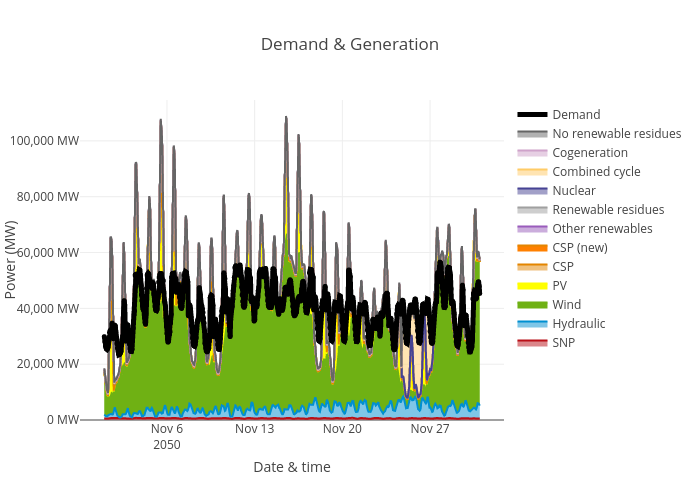 Demand & Generation
100,000 MW
80,000 MW
60,000 MW
40,000 MW
20,000 MW
0 MW
Power (MW)
Nov 6
2050
Nov 13
Nov 20
Nov 27
Date & time
Demand
No renewable residues
Cogeneration
Combined cycle
Nuclear
Renewable residues
Other renewables
CSP (new)
CSP
PV
Wind
Hydraulic
SNP